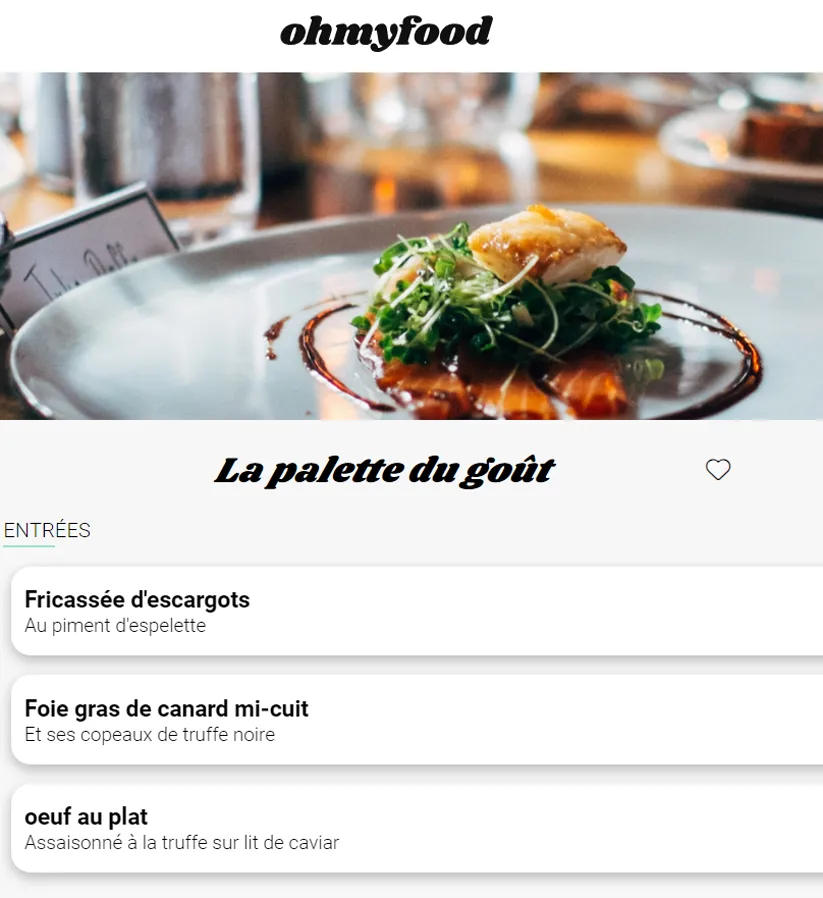 ohmyfood
La palette du goût
ENTRÉES
Fricassée d'escargots
Au piment d'espelette
Foie gras de canard mi-cuit
Et ses copeaux de truffe noire
oeuf au plat
Assaisonné à la truffe sur lit de caviar